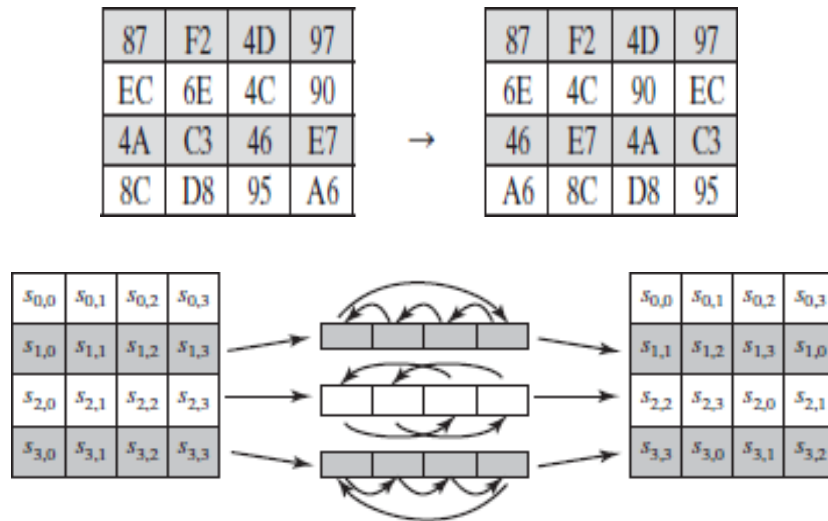 87 F2 4D 97 87 F2 4D 97
EC 6E 4C 90 6E 4C 90 EC
4A C3 46 E7 → 46 E7 4A C3
8C D8 95 A6 A6 8C D8 95
s0,0 s0,1 s0,2 s0,3 s0,0 s0,1 s0,2 s0,3
s1,0 s1,1 s1,2 s1,3 s1,1 s1,2 s1,3 s1,0
s2,0 s2,1 s2,2 s2,3 s2,2 s2,3 s2,0 s2,1
s3,0 s3,1 s3,2 s3,3 s3,3 s3,0 s3,1 s3,2